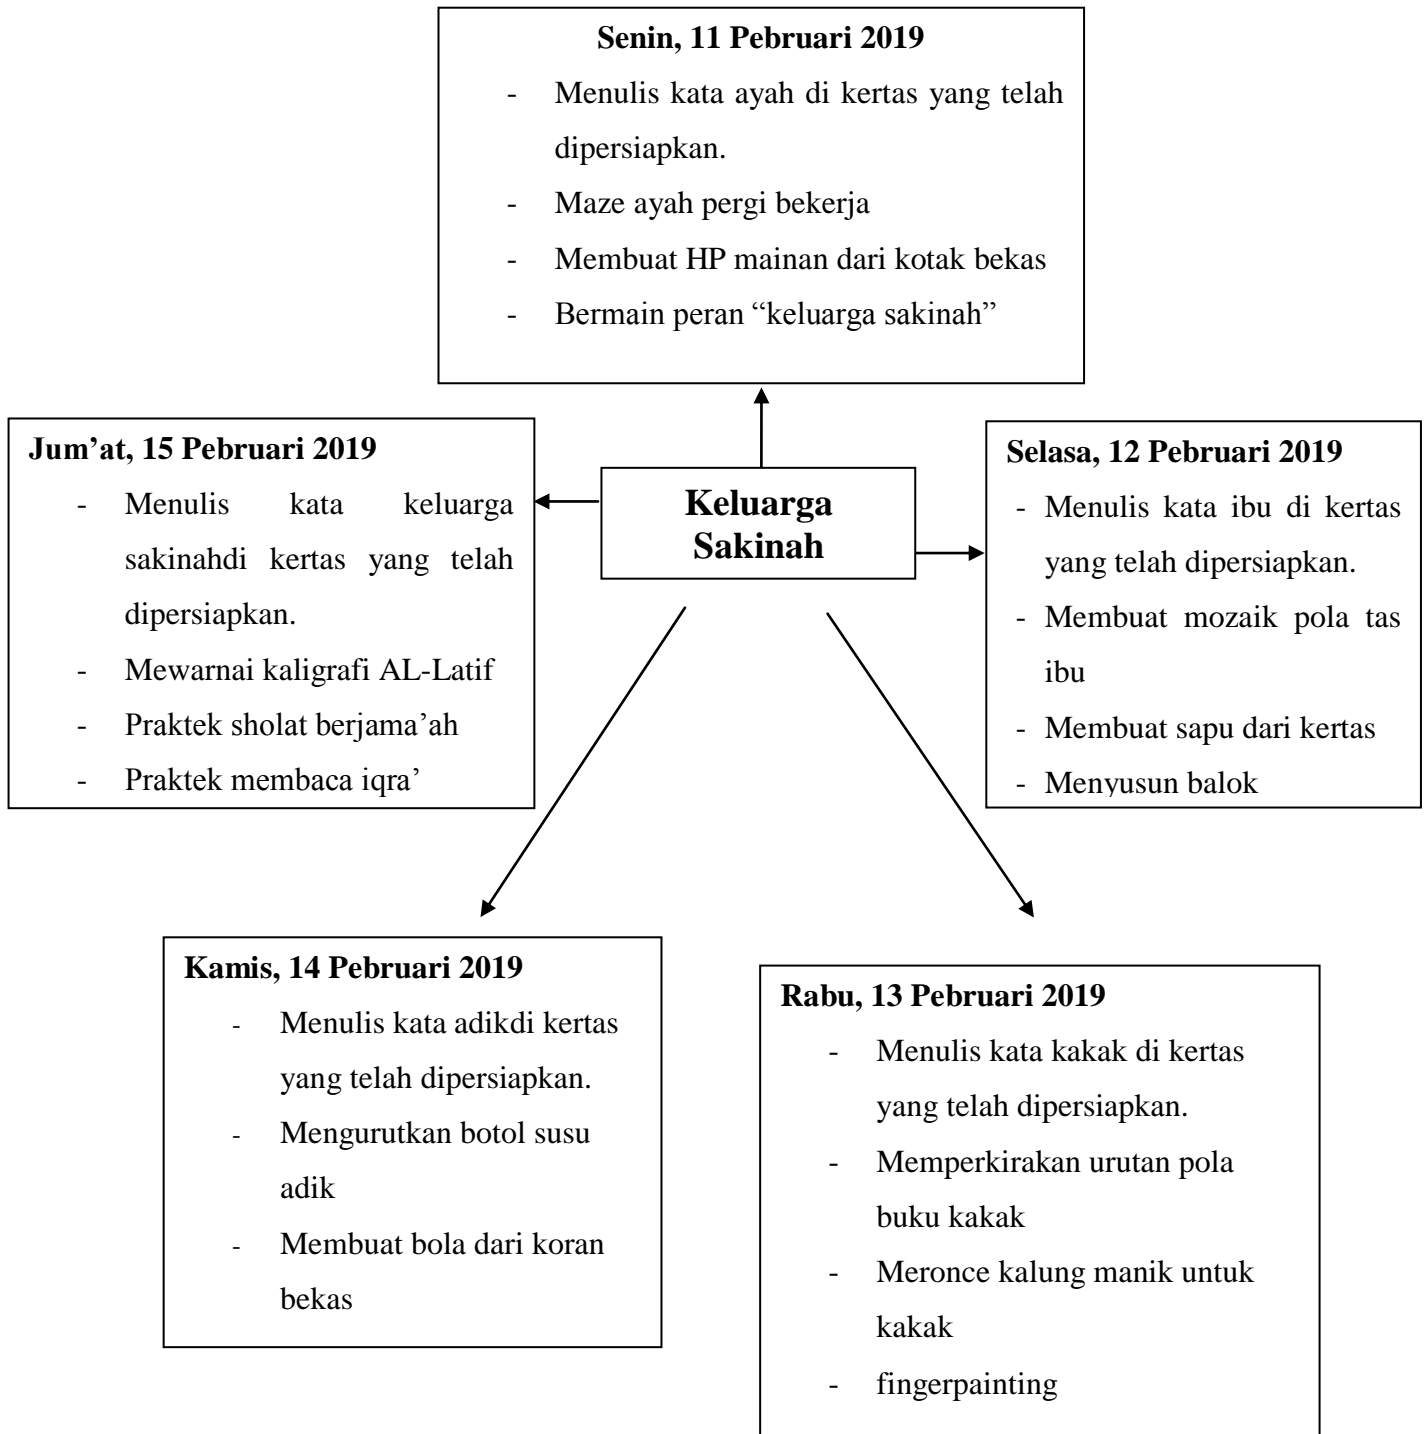 Senin, 11 Pebruari 2019
- Menulis kata ayah di kertas yang telah
dipersiapkan.
- Maze ayah pergi bekerja
- Membuat HP mainan dari kotak bekas
- Bermain peran “keluarga sakinah”
Jum’at, 15 Pebruari 2019
- Menulis kata keluarga
sakinahdi kertas yang telah
dipersiapkan.
- Mewarnai kaligrafi AL-Latif
- Praktek sholat berjama’ah
- Praktek membaca iqra’
Keluarga
Sakinah
Selasa, 12 Pebruari 2019
- Menulis kata ibu di kertas
yang telah dipersiapkan.
- Membuat mozaik pola tas
ibu
- Membuat sapu dari kertas
- Menyusun balok
Kamis, 14 Pebruari 2019
- Menulis kata adikdi kertas
yang telah dipersiapkan.
- Mengurutkan botol susu
adik
- Membuat bola dari koran
bekas
Rabu, 13 Pebruari 2019
- Menulis kata kakak di kertas
yang telah dipersiapkan.
- Memperkirakan urutan pola
buku kakak
- Meronce kalung manik untuk
kakak
- fingerpainting